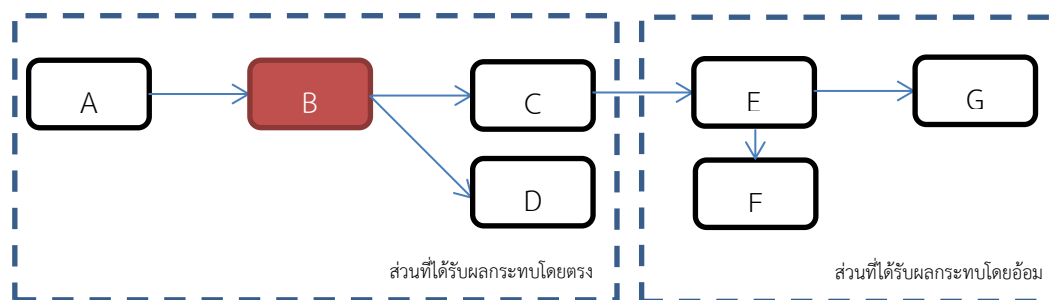 A
B
C
D
E
F
G
ส่วนที่ได้รับผลกระทบโดยตรง
ส่วนที่ได้รับผลกระทบโดยอ้อม